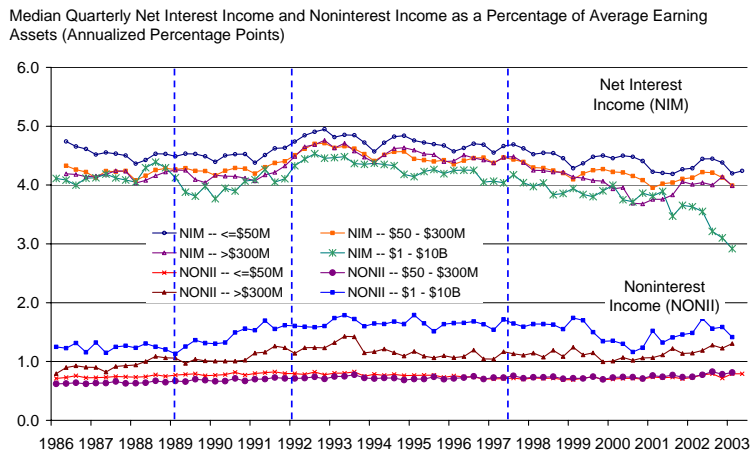 Median Quarterly Net Interest Income and Noninterest Income as a Percentage of Average Earning
Assets (Annualized Percentage Points)
6.0
5.0
4.0
3.0
2.0
1.0
0.0
Net Interest
Income (NIM)
NIM -- <=$50M
NIM -- $50 - $300M
NIM -- >$300M
NIM -- $1 - $10B
NONII -- <=$50M
NONII -- $50 - $300M
NONII -- >$300M
NONII -- $1 - $10B
Noninterest
Income (NONII)
1986 1987 1988 1989 1990 1991 1992 1993 1994 1995 1996 1997 1998 1999 2000 2001 2002 2003